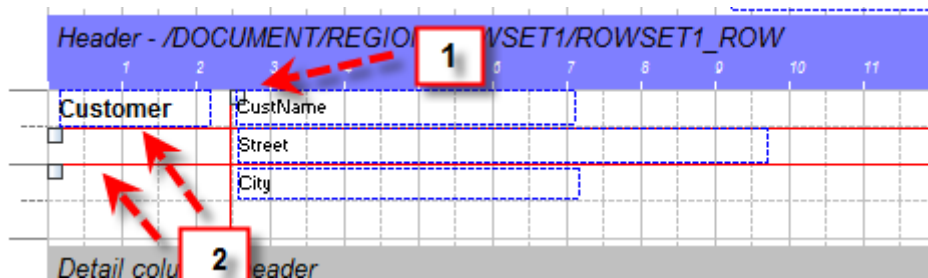 Header - /DOCUMENT/REGIO WSET1/ROWSET1_ROW
1
1 2 3 6 7 8 9 10 11
Customer CustName
Street
City
2
Detail colu eader